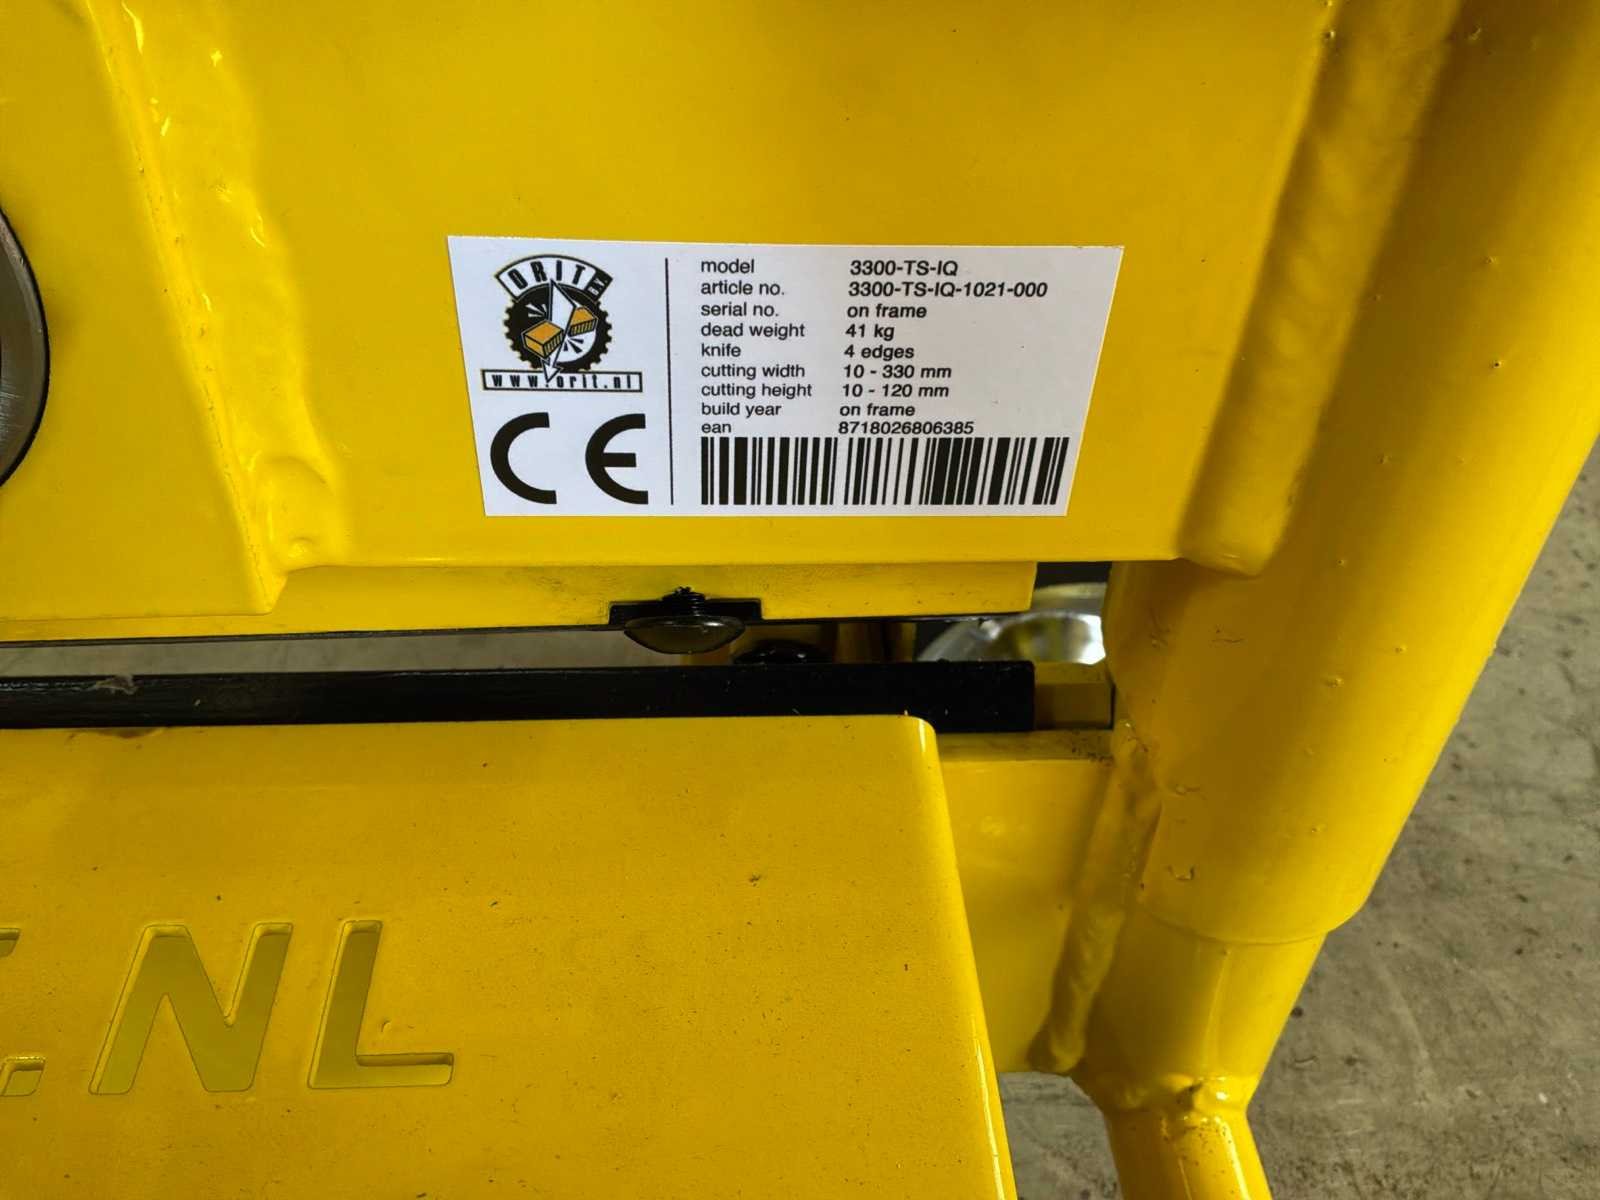 ORIT BV
www.orit.nl
CE
model 3300-TS-IQ
article no. 3300-TS-IQ-1021-000
serial no. on frame
dead weight 41 kg
knife 4 edges
cutting width 10 - 330 mm
cutting height 10 - 120 mm
build year on frame
ean 8718026806385
.NL